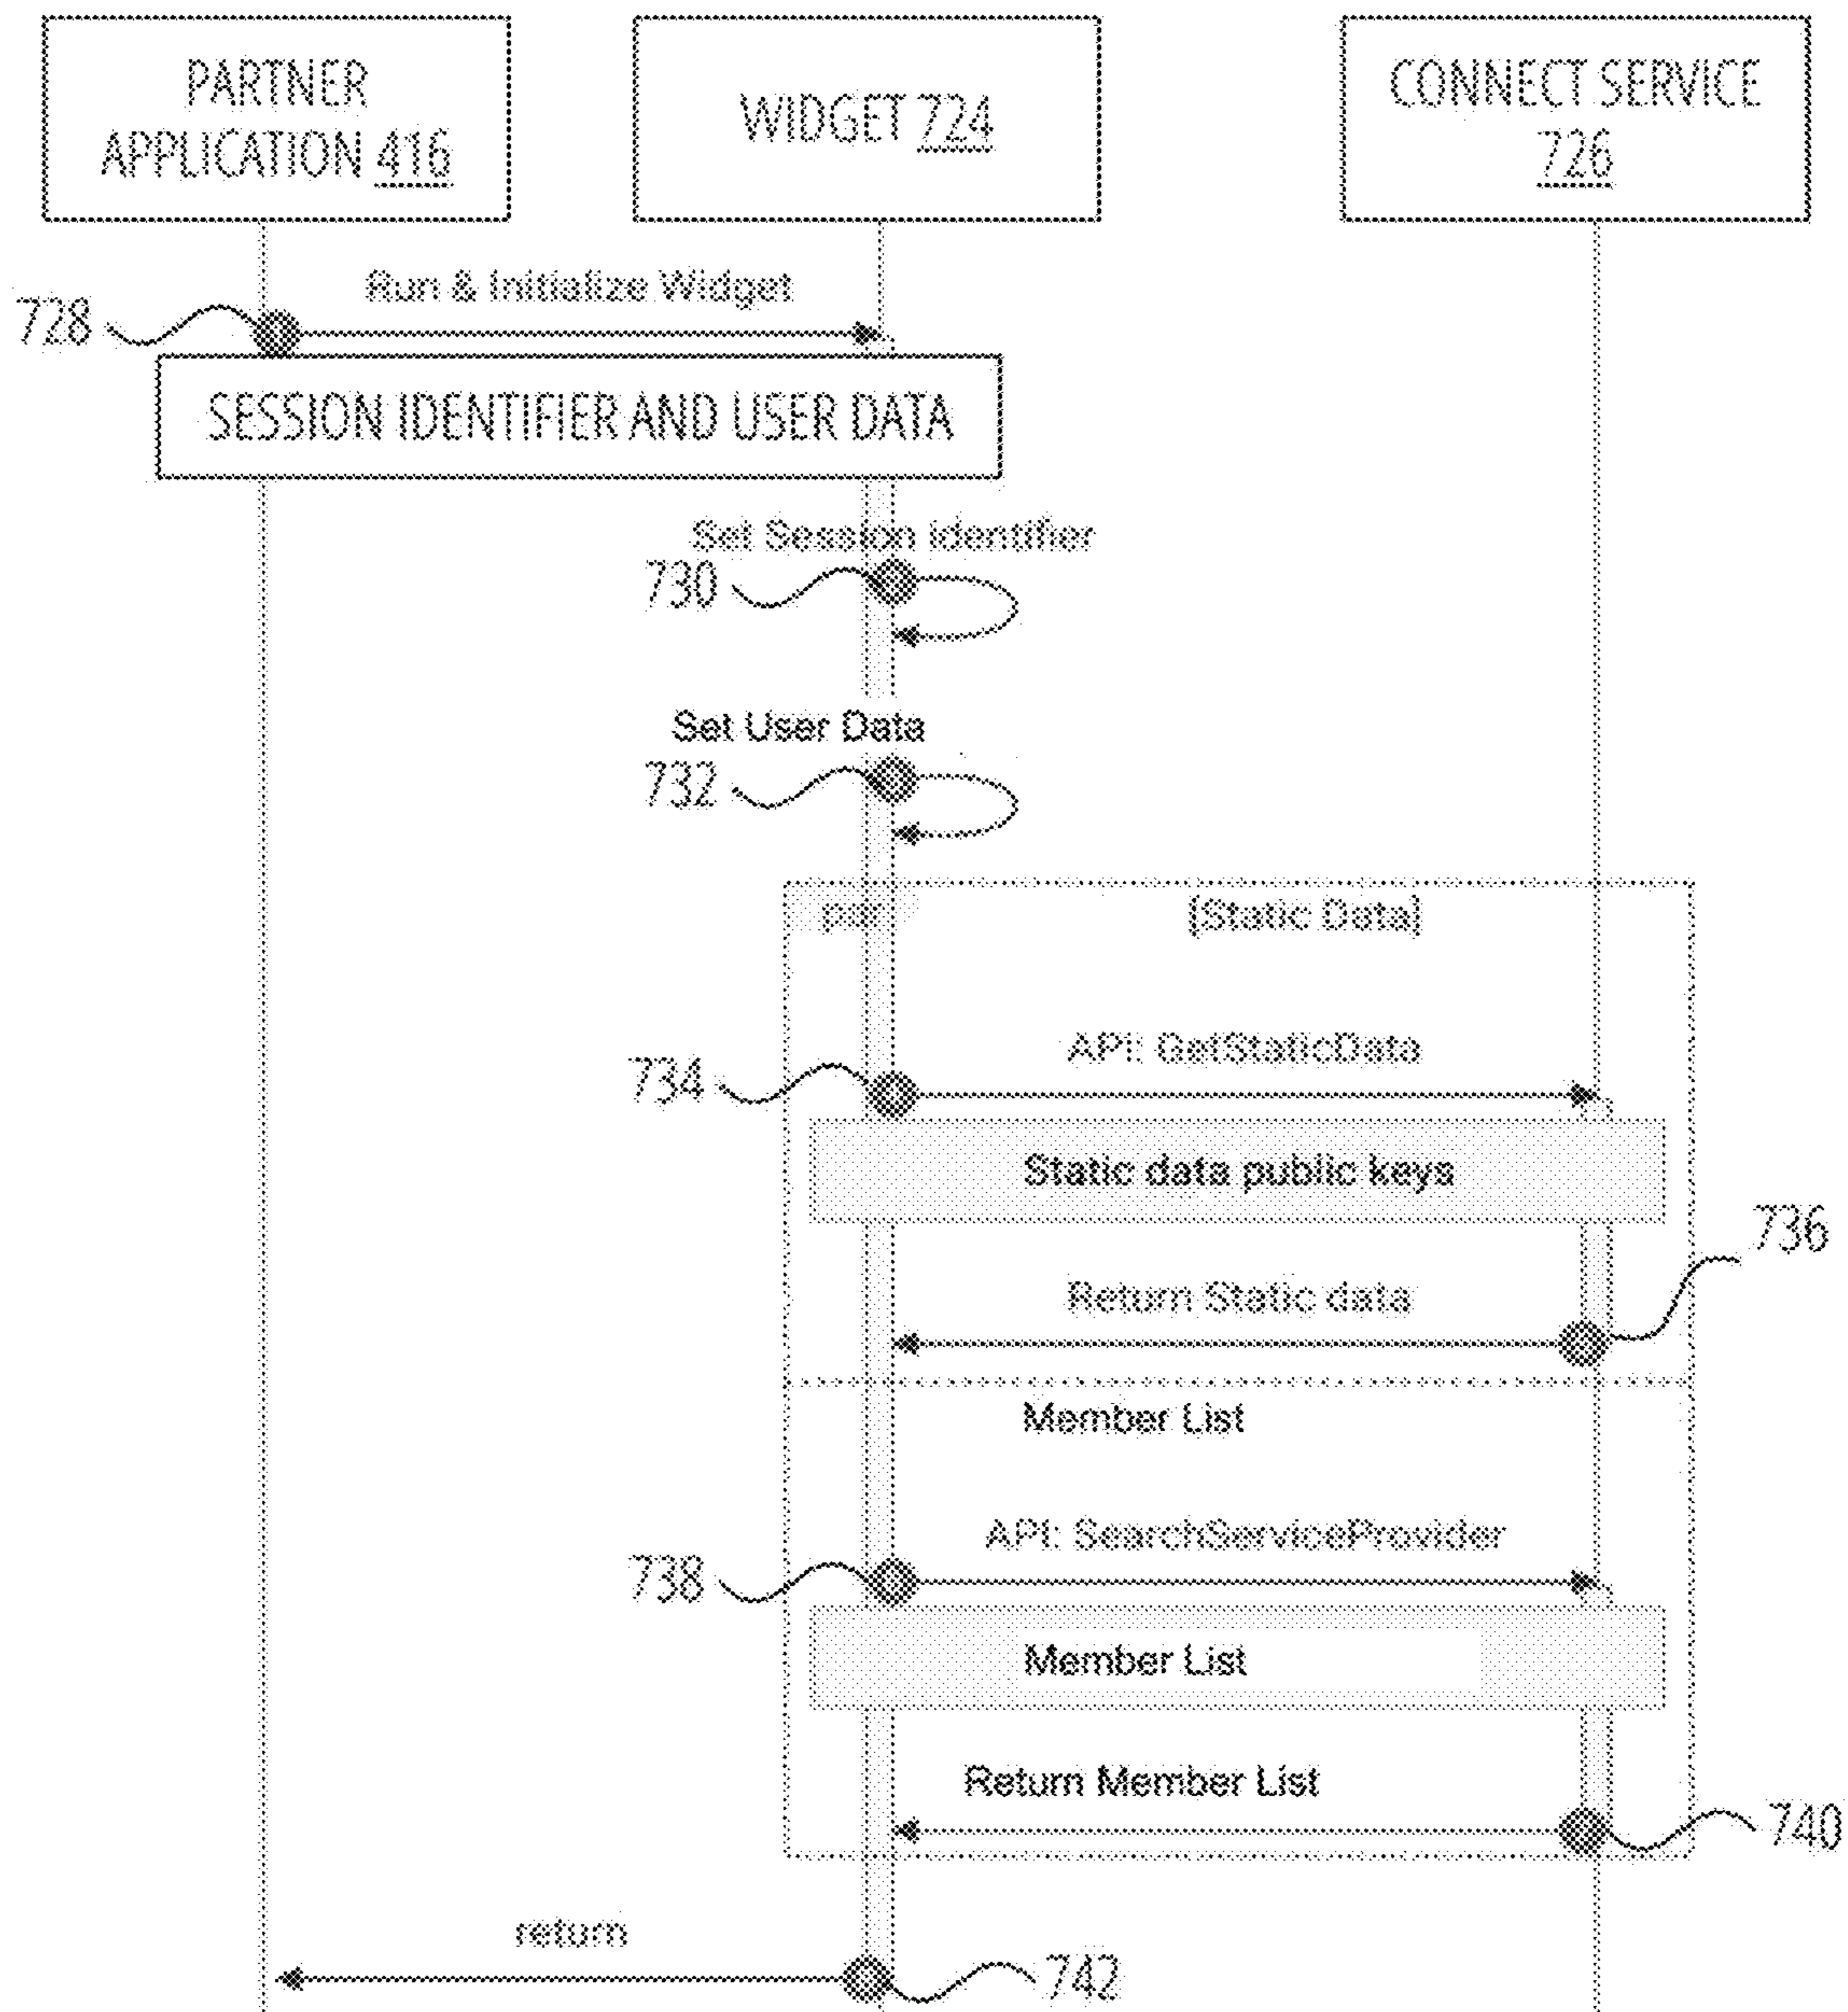 PARTNER
APPLICATION 416
WIDGET 724
CONNECT SERVICE
726
Run & Initialize Widget
728
SESSION IDENTIFIER AND USER DATA
Set Session Identifier
730
Set User Data
732
par
[Static Data]
API: GetStaticData
734
Static data public keys
736
Return Static data
Member List
API: SearchServiceProvider
738
Member List
Return Member List
740
return
742